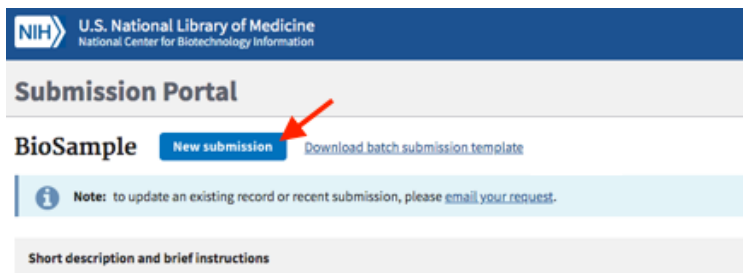 NIH U.S. National Library of Medicine
National Center for Biotechnology Information
Submission Portal
BioSample New submission Download batch submission template
Note: to update an existing record or recent submission, please email your request.
Short description and brief instructions